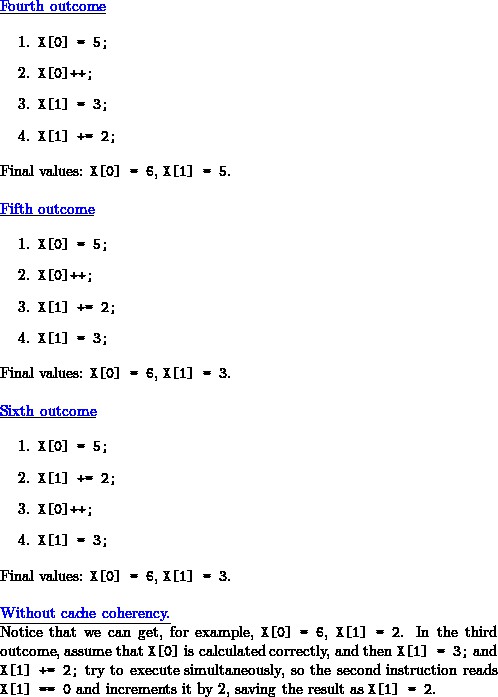 Fourth outcome
1. X[0] = 5;
2. X[0]++;
3. X[1] = 3;
4. X[1] += 2;
Final values: X[0] = 6, X[1] = 5.
Fifth outcome
1. X[0] = 5;
2. X[0]++;
3. X[1] += 2;
4. X[1] = 3;
Final values: X[0] = 6, X[1] = 3.
Sixth outcome
1. X[0] = 5;
2. X[1] += 2;
3. X[0]++;
4. X[1] = 3;
Final values: X[0] = 6, X[1] = 3.
Without cache coherency.
Notice that we can get, for example, X[0] = 6, X[1] = 2. In the third
outcome, assume that X[0] is calculated correctly, and then X[1] = 3; and
X[1] += 2; try to execute simultaneously, so the second instruction reads
X[1] == 0 and increments it by 2, saving the result as X[1] = 2.